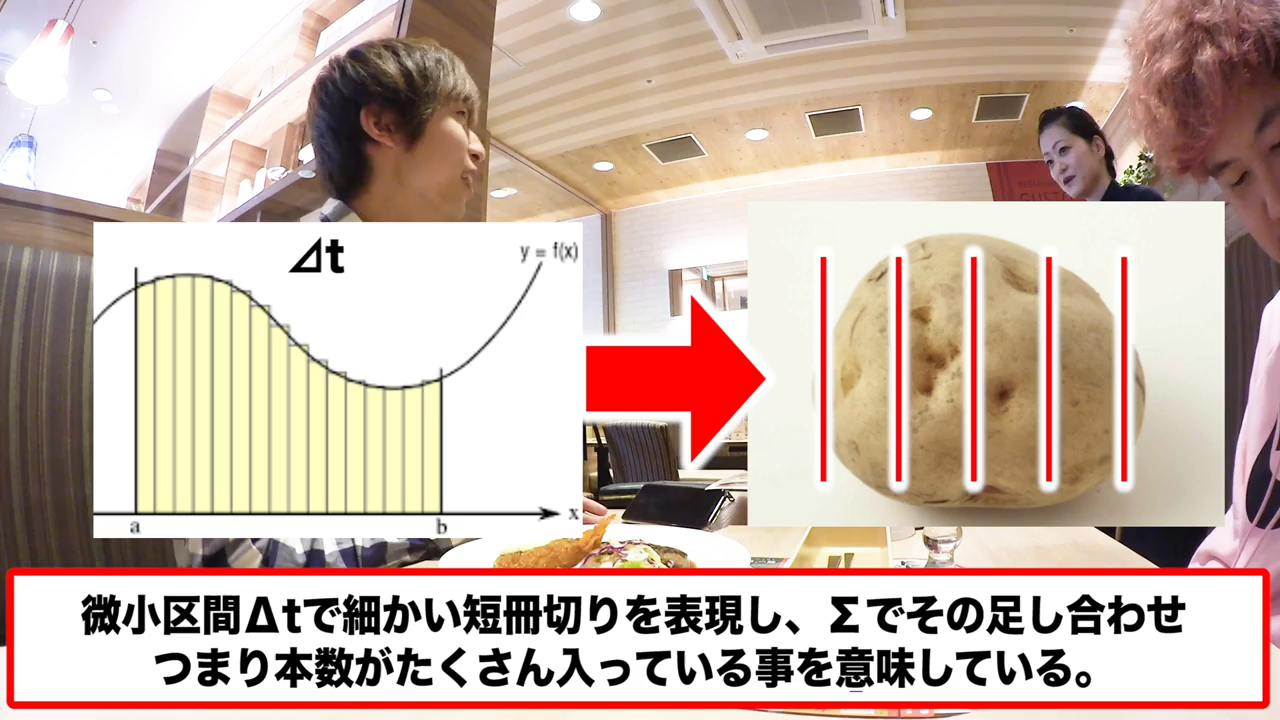 ⊿t
y = f(x)
a
b
x
微小区間Δtで細かい短冊切りを表現し、Σでその足し合わせ
つまり本数がたくさん入っている事を意味している。